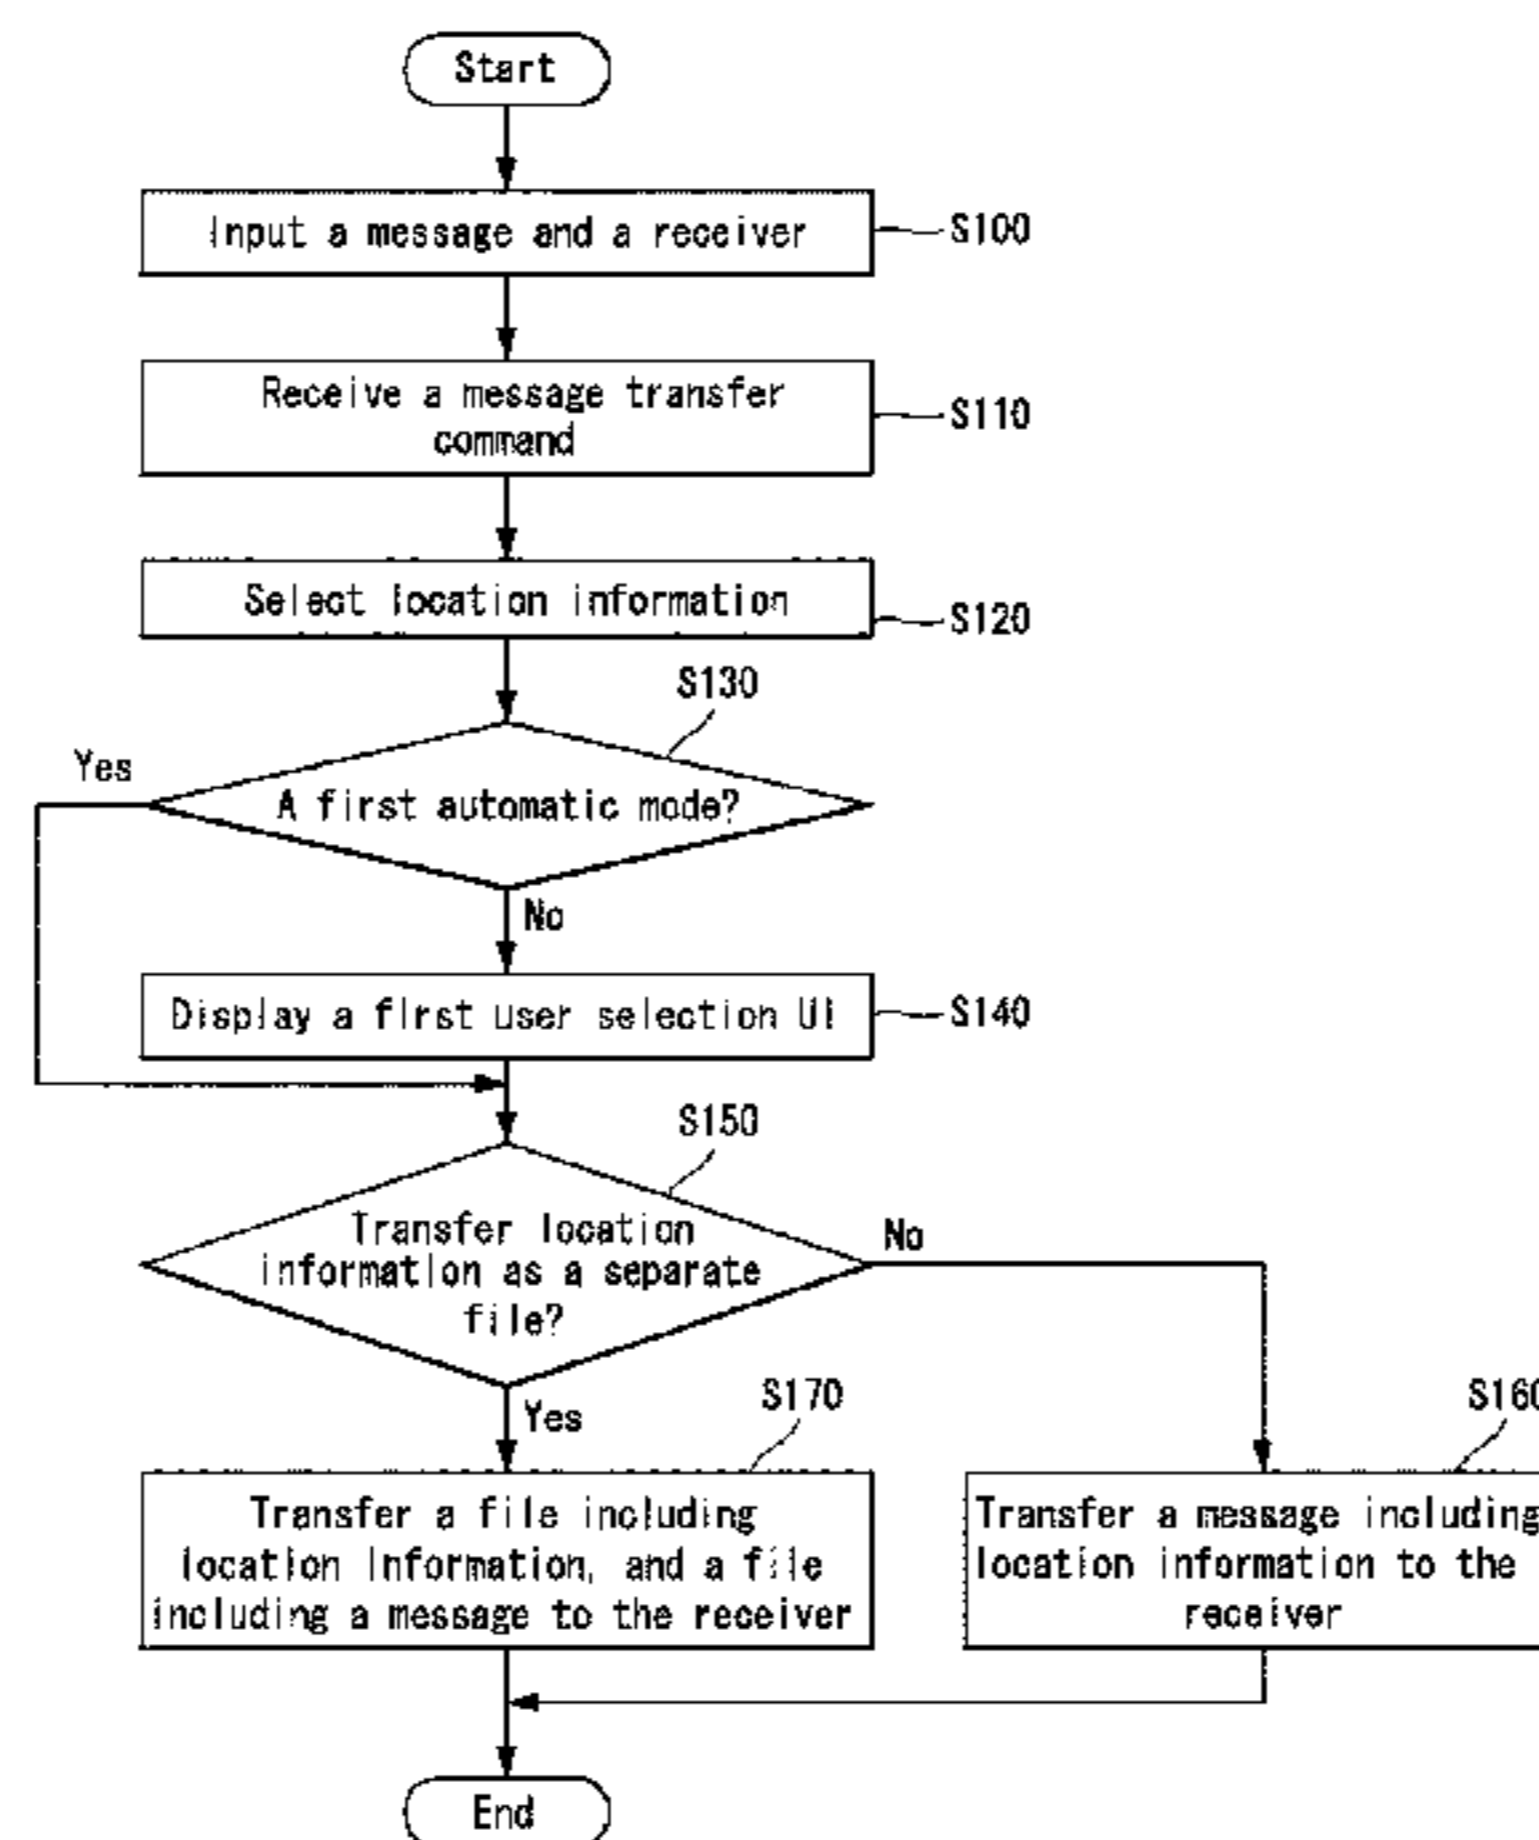 Start
Input a message and a receiver
S100
Receive a message transfer
command
S110
Select location information
S120
S130
Yes
A first automatic mode?
No
Display a first user selection UI
S140
S150
Transfer location
information as a separate
file?
No
Yes
S170
S160
Transfer a file including
location information, and a file
including a message to the receiver
Transfer a message including
location information to the
receiver
End